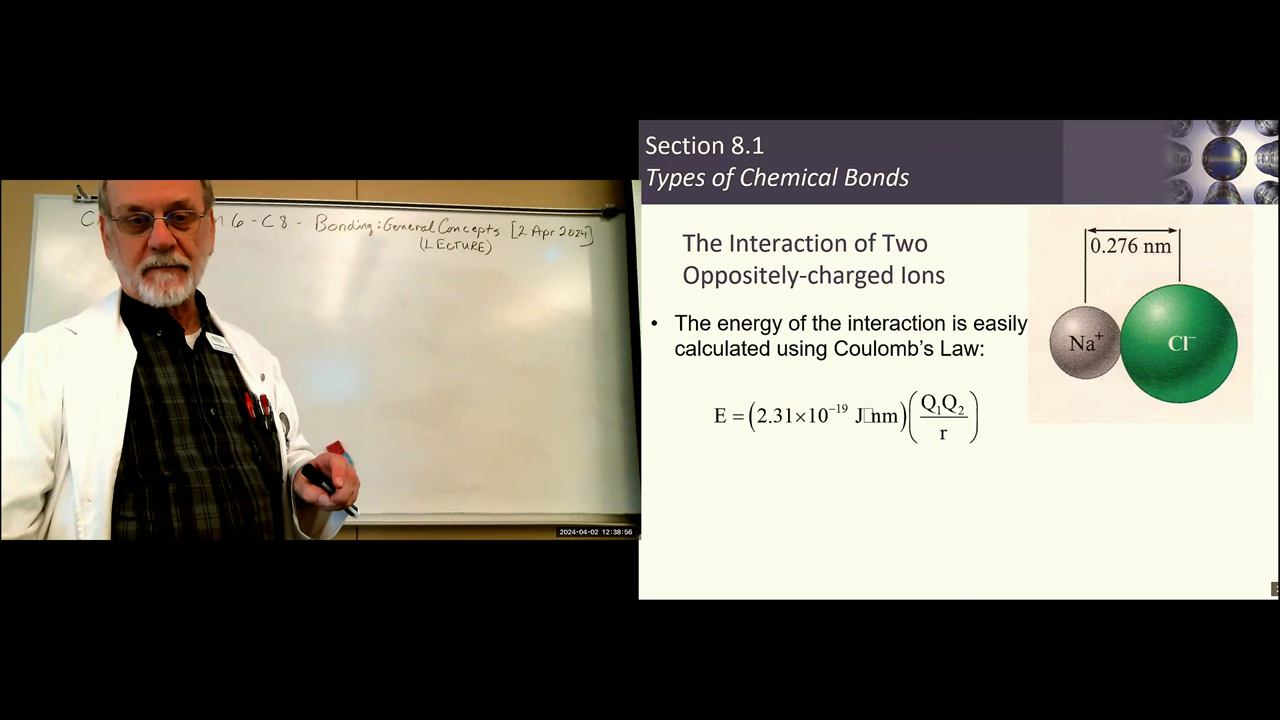 C 6 - C8 - Bonding: General Concepts [2 Apr 2024]
(LECTURE)
2024-04-02 12:38:56
Section 8.1
Types of Chemical Bonds
The Interaction of Two
Oppositely-charged Ions
• The energy of the interaction is easily
calculated using Coulomb's Law:
E = (2.31×10⁻¹⁹ J□nm)(Q₁Q₂/r)
0.276 nm
Na⁺
Cl⁻